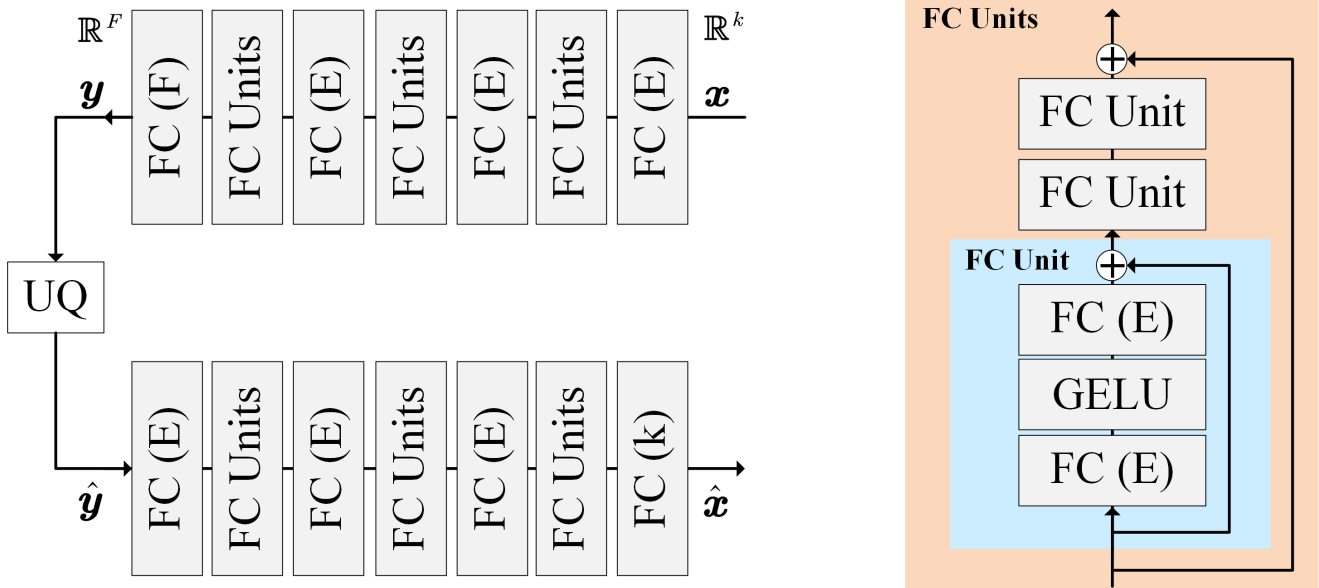 ℝ^F
FC (F)
FC Units
FC (E)
FC Units
FC (E)
FC Units
FC (E)
ℝ^k
y
x
UQ
FC (E)
FC Units
FC (E)
FC Units
FC (E)
FC Units
FC (k)
ŷ
x̂
FC Units
+
FC Unit
FC Unit
FC Unit
+
FC (E)
GELU
FC (E)